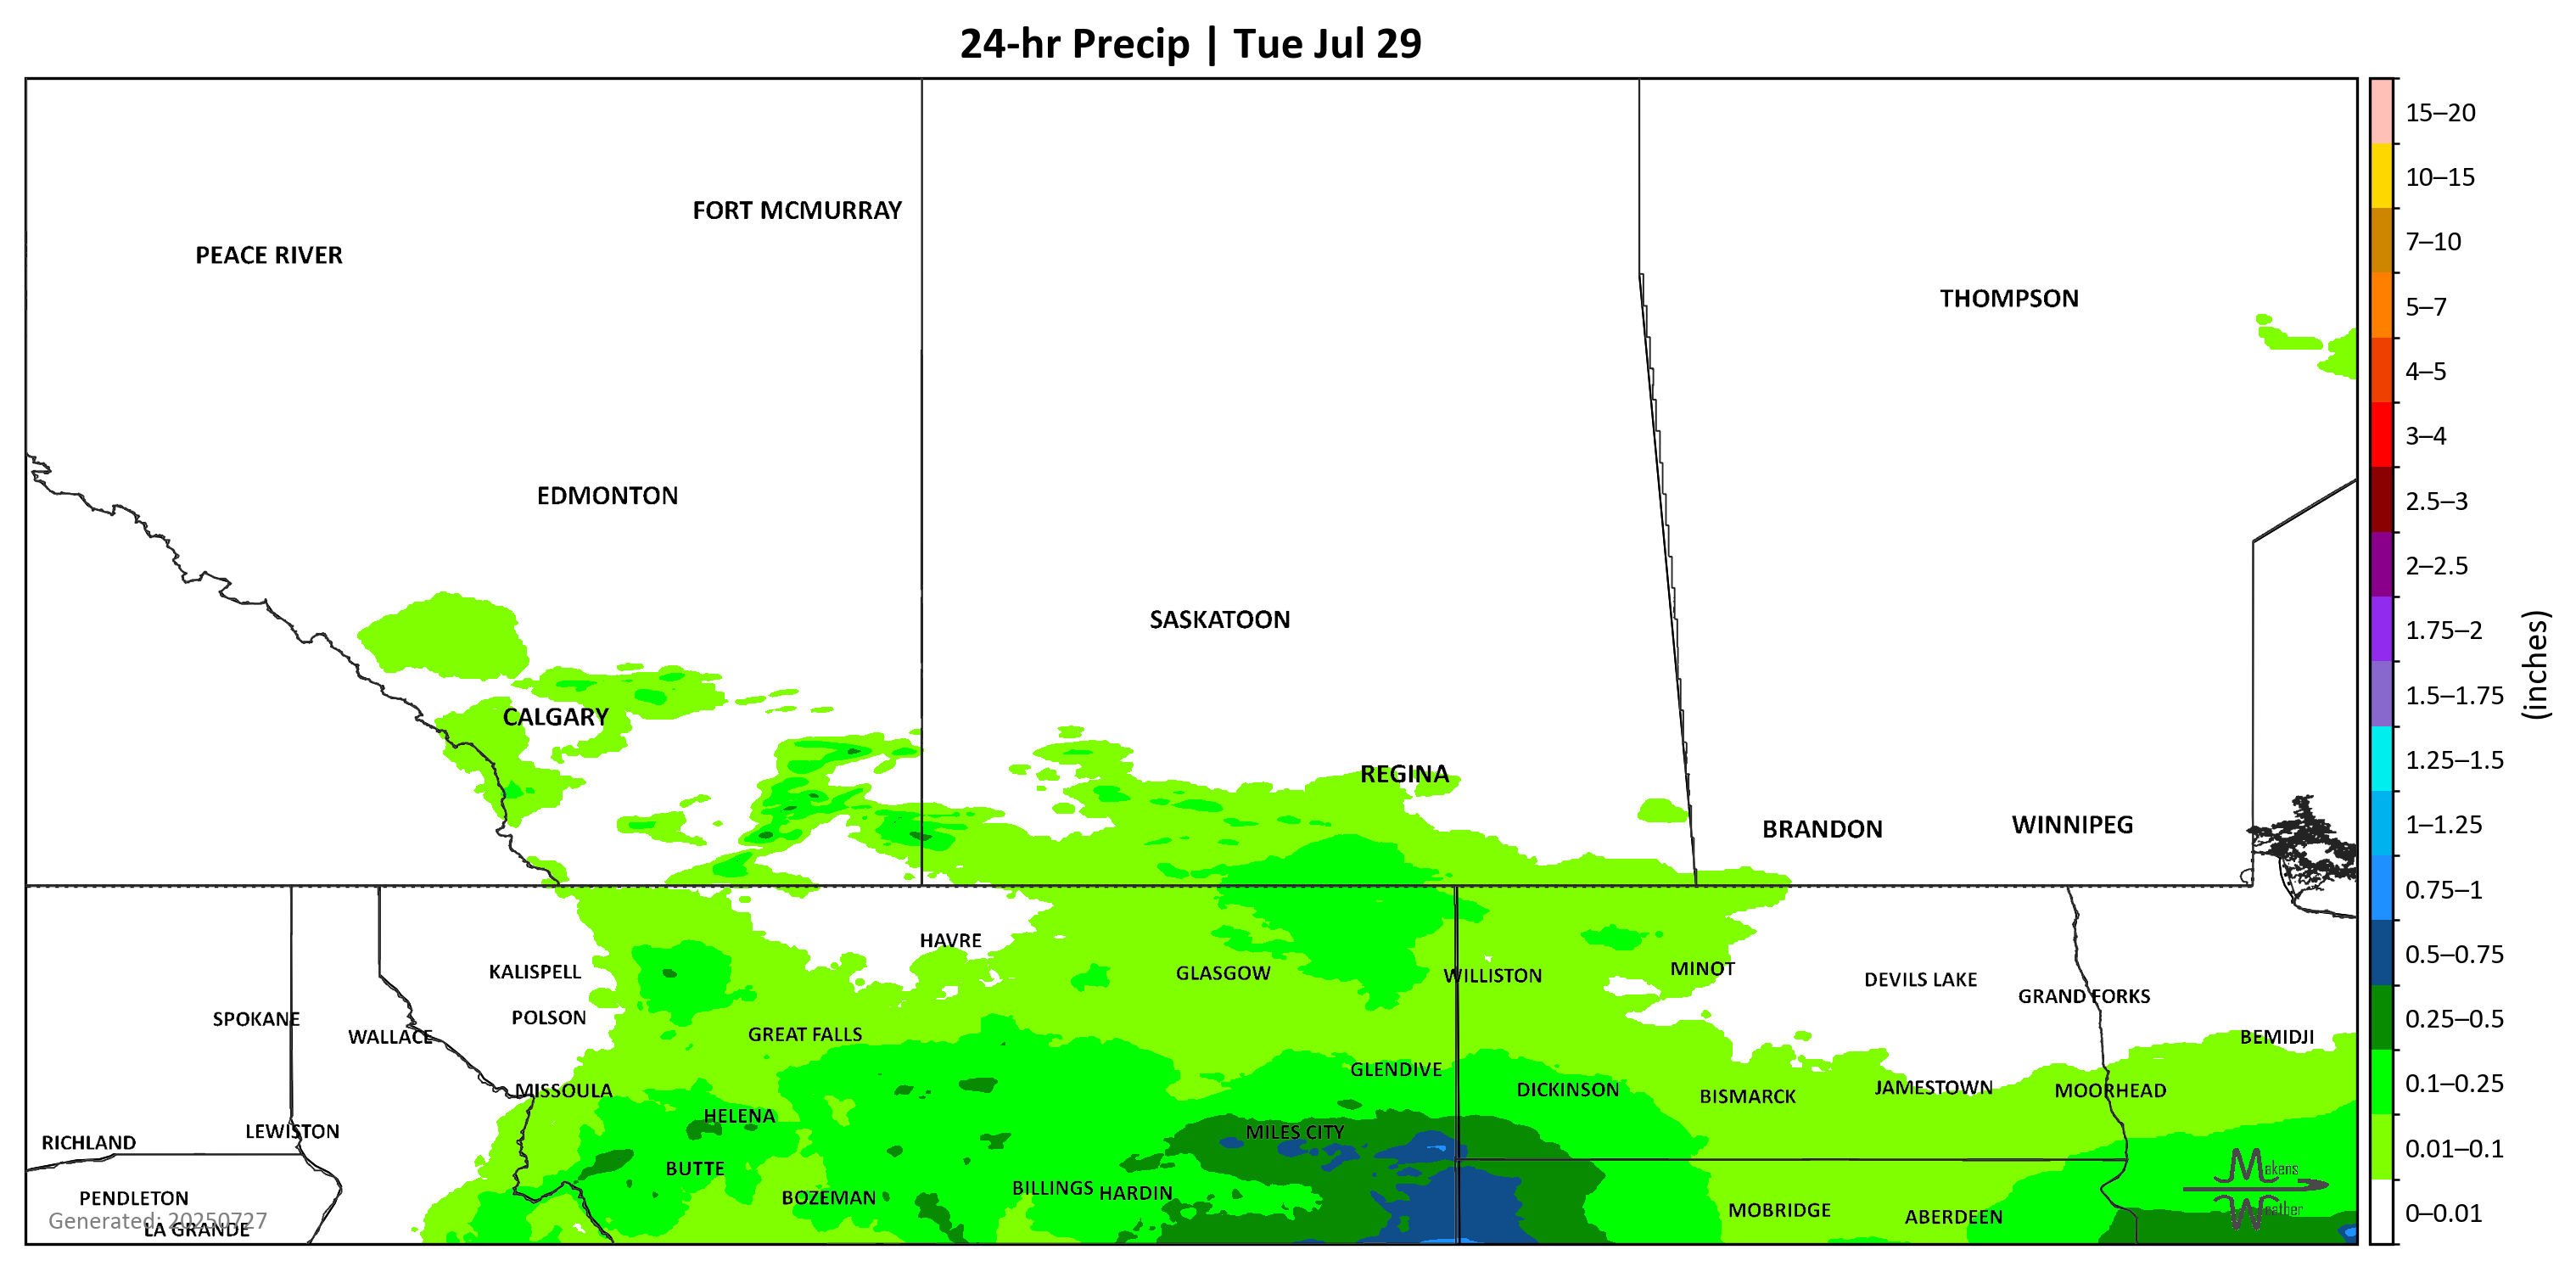 24-hr Precip | Tue Jul 29
15–20
10–15
7–10
5–7
4–5
3–4
2.5–3
2–2.5
1.75–2
1.5–1.75
1.25–1.5
1–1.25
0.75–1
0.5–0.75
0.25–0.5
0.1–0.25
0.01–0.1
0–0.01
(inches)
FORT MCMURRAY
PEACE RIVER
THOMPSON
EDMONTON
SASKATOON
CALGARY
REGINA
BRANDON
WINNIPEG
HAVRE
KALISPELL
GLASGOW
WILLISTON
MINOT
DEVILS LAKE
GRAND FORKS
SPOKANE
POLSON
WALLACE
GREAT FALLS
BEMIDJI
GLENDIVE
MISSOULA
DICKINSON
BISMARCK
JAMESTOWN
MOORHEAD
HELENA
RICHLAND
LEWISTON
MILES CITY
BUTTE
PENDLETON
BOZEMAN
BILLINGS
HARDIN
MOBRIDGE
ABERDEEN
Generated: 20250727
LA GRANDE
Makens
Weather